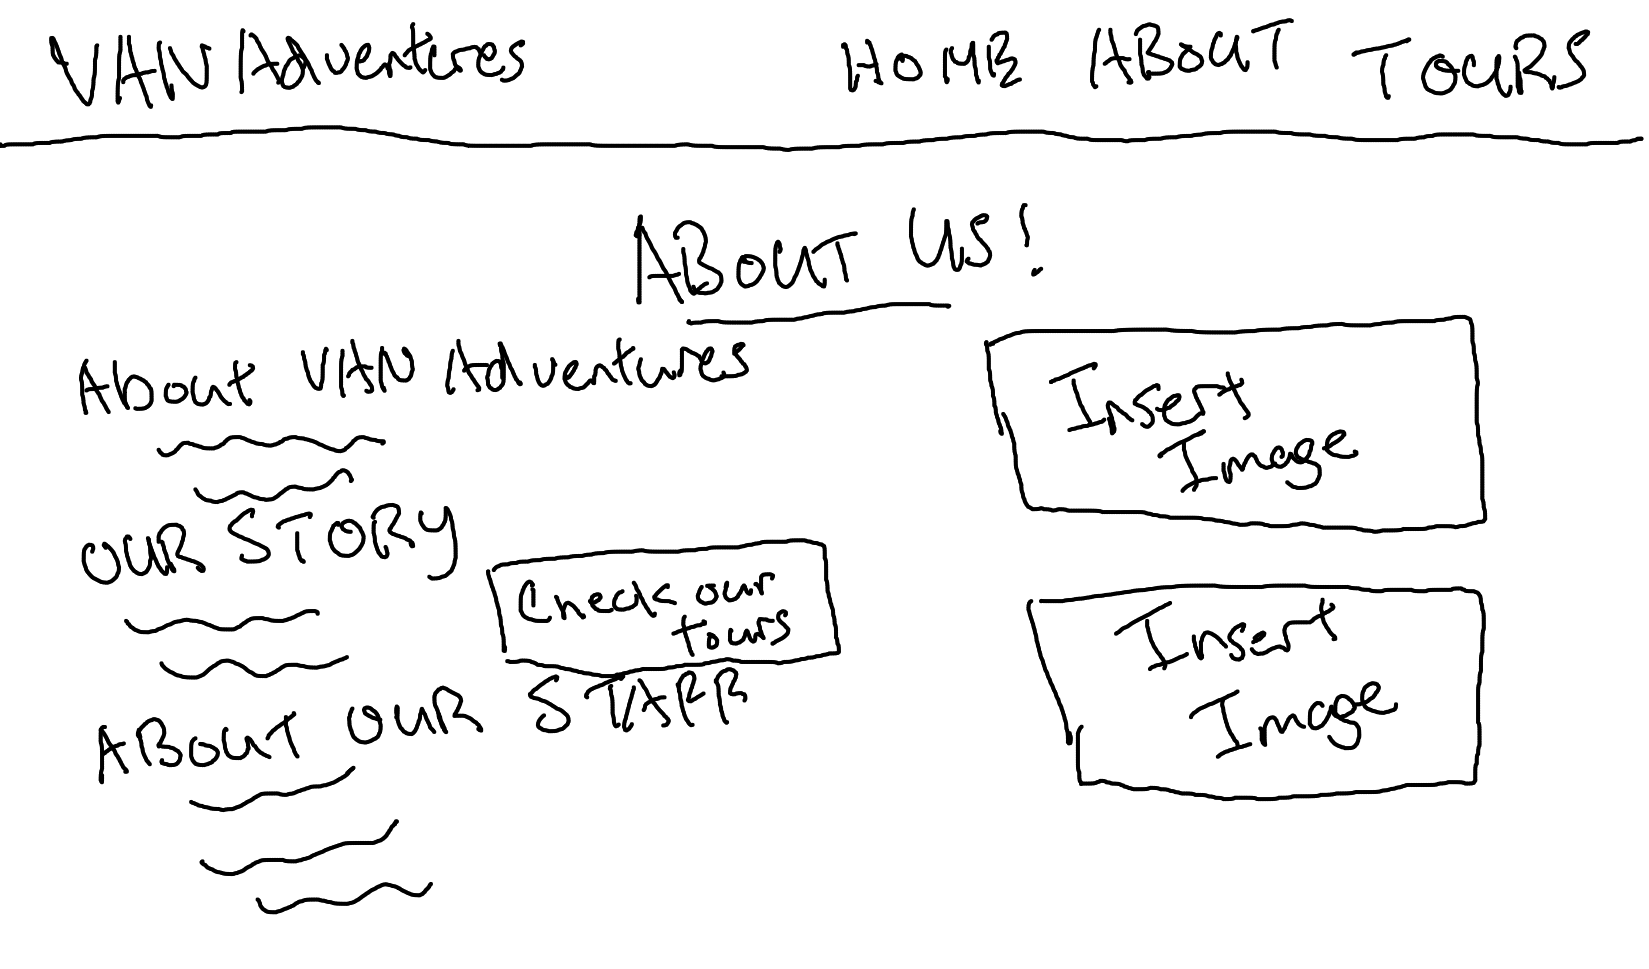 VAN Adventures HOME ABOUT TOURS
ABOUT US!
About VAN Adventures
Insert
Image
OUR STORY
Check our
tours
Insert
Image
ABOUT OUR STAFF